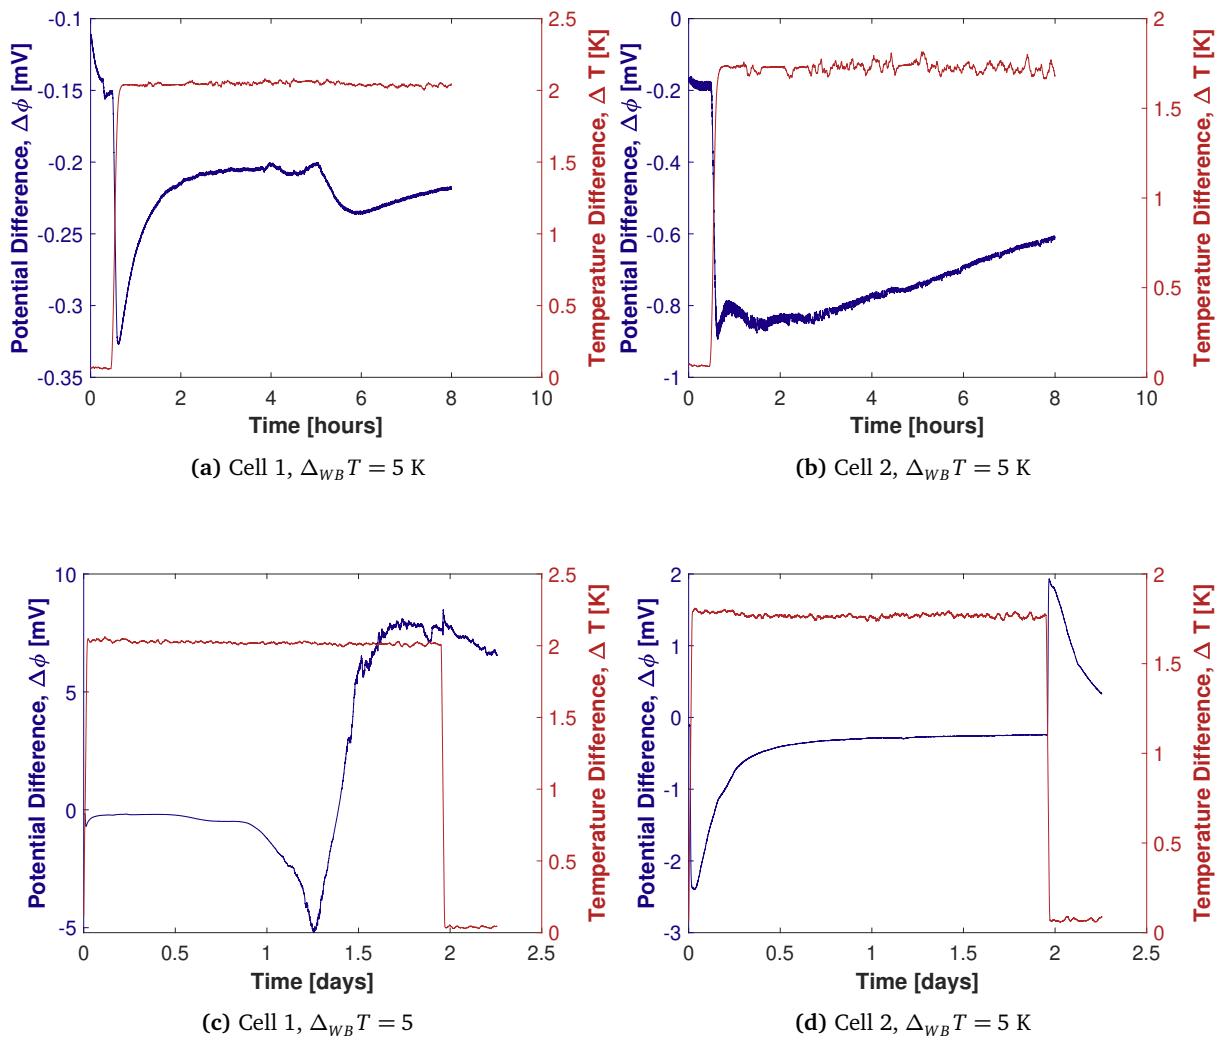 -0.1
-0.15
-0.2
-0.25
-0.3
-0.35
Potential Difference, Δϕ [mV]
2.5
2
1.5
1
0.5
0
Temperature Difference, Δ T [K]
0 2 4 6 8 10
Time [hours]
(a) Cell 1, Δ_WB T = 5 K
0
-0.2
-0.4
-0.6
-0.8
-1
Potential Difference, Δϕ [mV]
2
1.5
1
0.5
0
Temperature Difference, Δ T [K]
0 2 4 6 8 10
Time [hours]
(b) Cell 2, Δ_WB T = 5 K
10
5
0
-5
Potential Difference, Δϕ [mV]
2.5
2
1.5
1
0.5
0
Temperature Difference, Δ T [K]
0 0.5 1 1.5 2 2.5
Time [days]
(c) Cell 1, Δ_WB T = 5
2
1
0
-1
-2
-3
Potential Difference, Δϕ [mV]
2
1.5
1
0.5
0
Temperature Difference, Δ T [K]
0 0.5 1 1.5 2 2.5
Time [days]
(d) Cell 2, Δ_WB T = 5 K